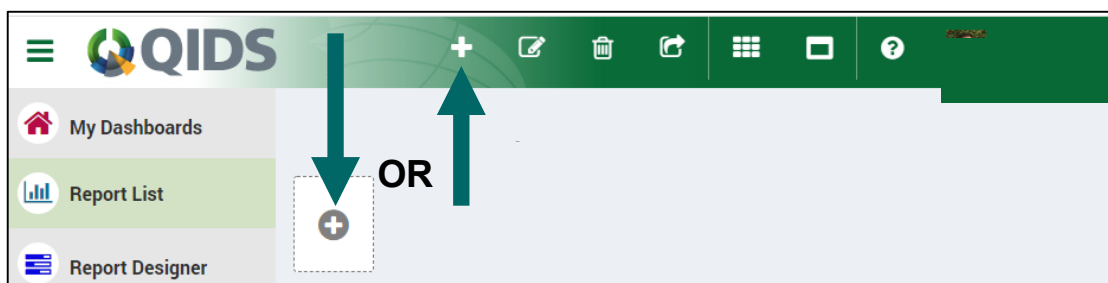 QIDS
My Dashboards
OR
Report List
Report Designer